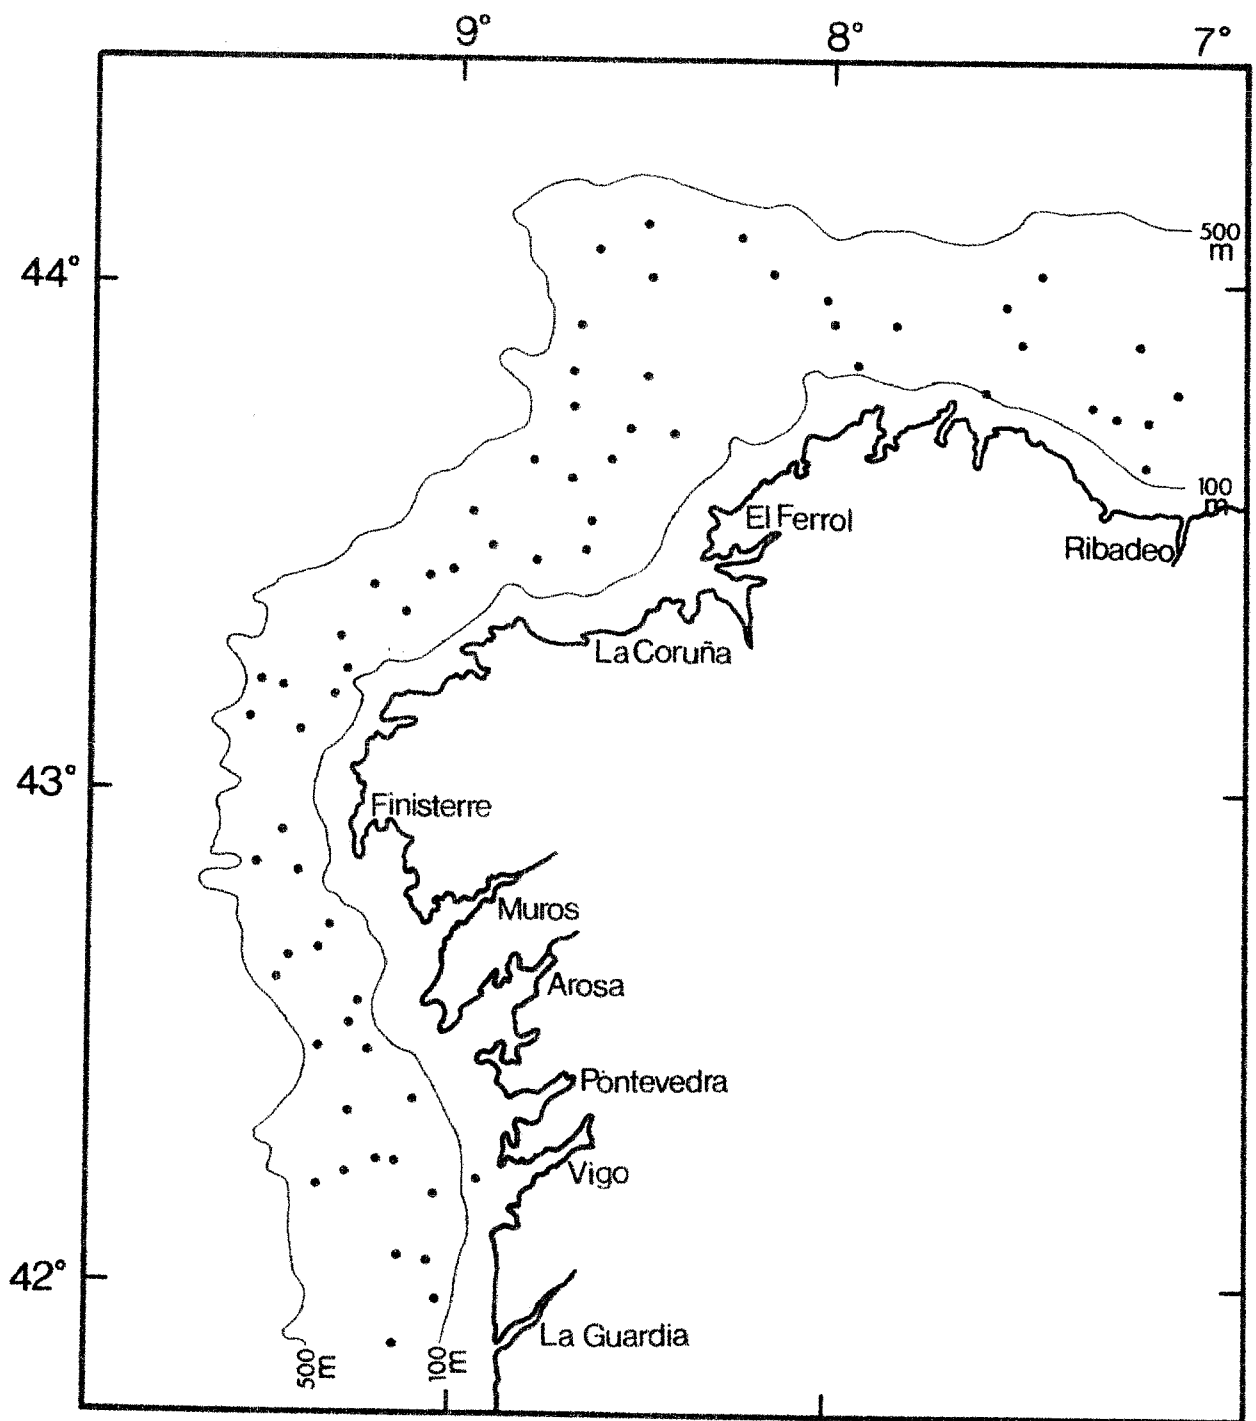 9°
8°
7°
44°
500
m
100
m
El Ferrol
Ribadeo
La Coruña
43°
Finisterre
Muros
Arosa
Pontevedra
Vigo
42°
La Guardia
500
m
100
m